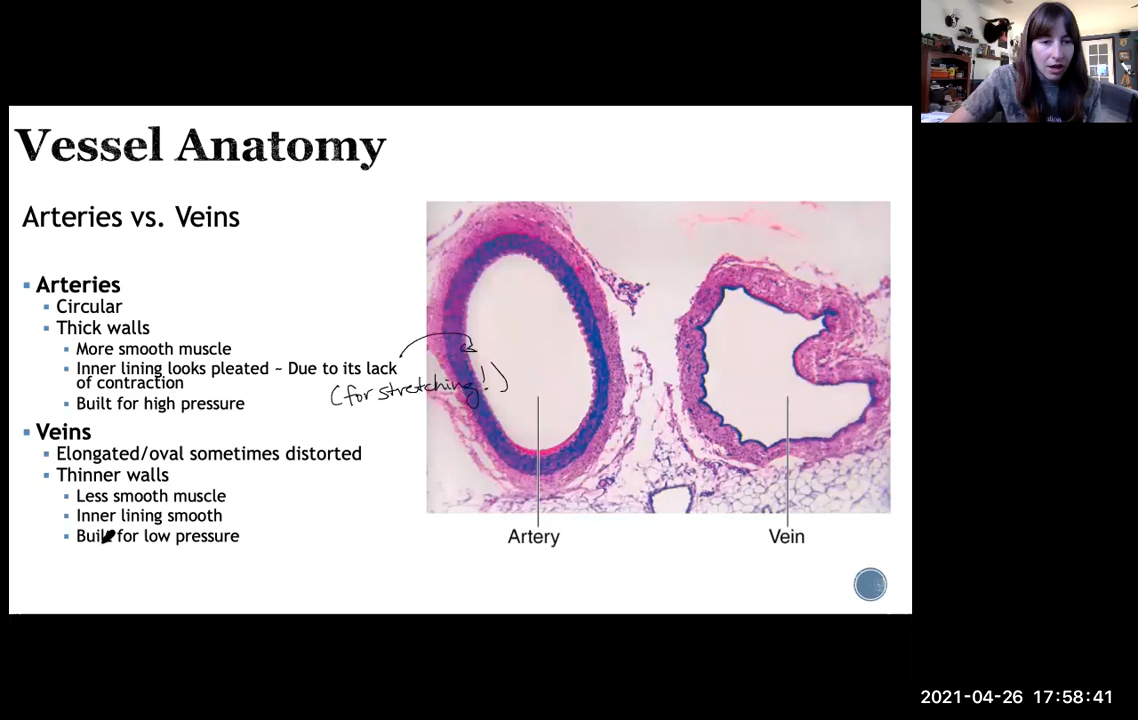 Vessel Anatomy
Arteries vs. Veins
Arteries
Circular
Thick walls
More smooth muscle
Inner lining looks pleated ~ Due to its lack
of contraction
(for stretching!)
Built for high pressure
Veins
Elongated/oval sometimes distorted
Thinner walls
Less smooth muscle
Inner lining smooth
Built for low pressure
Artery
Vein
2021-04-26 17:58:41